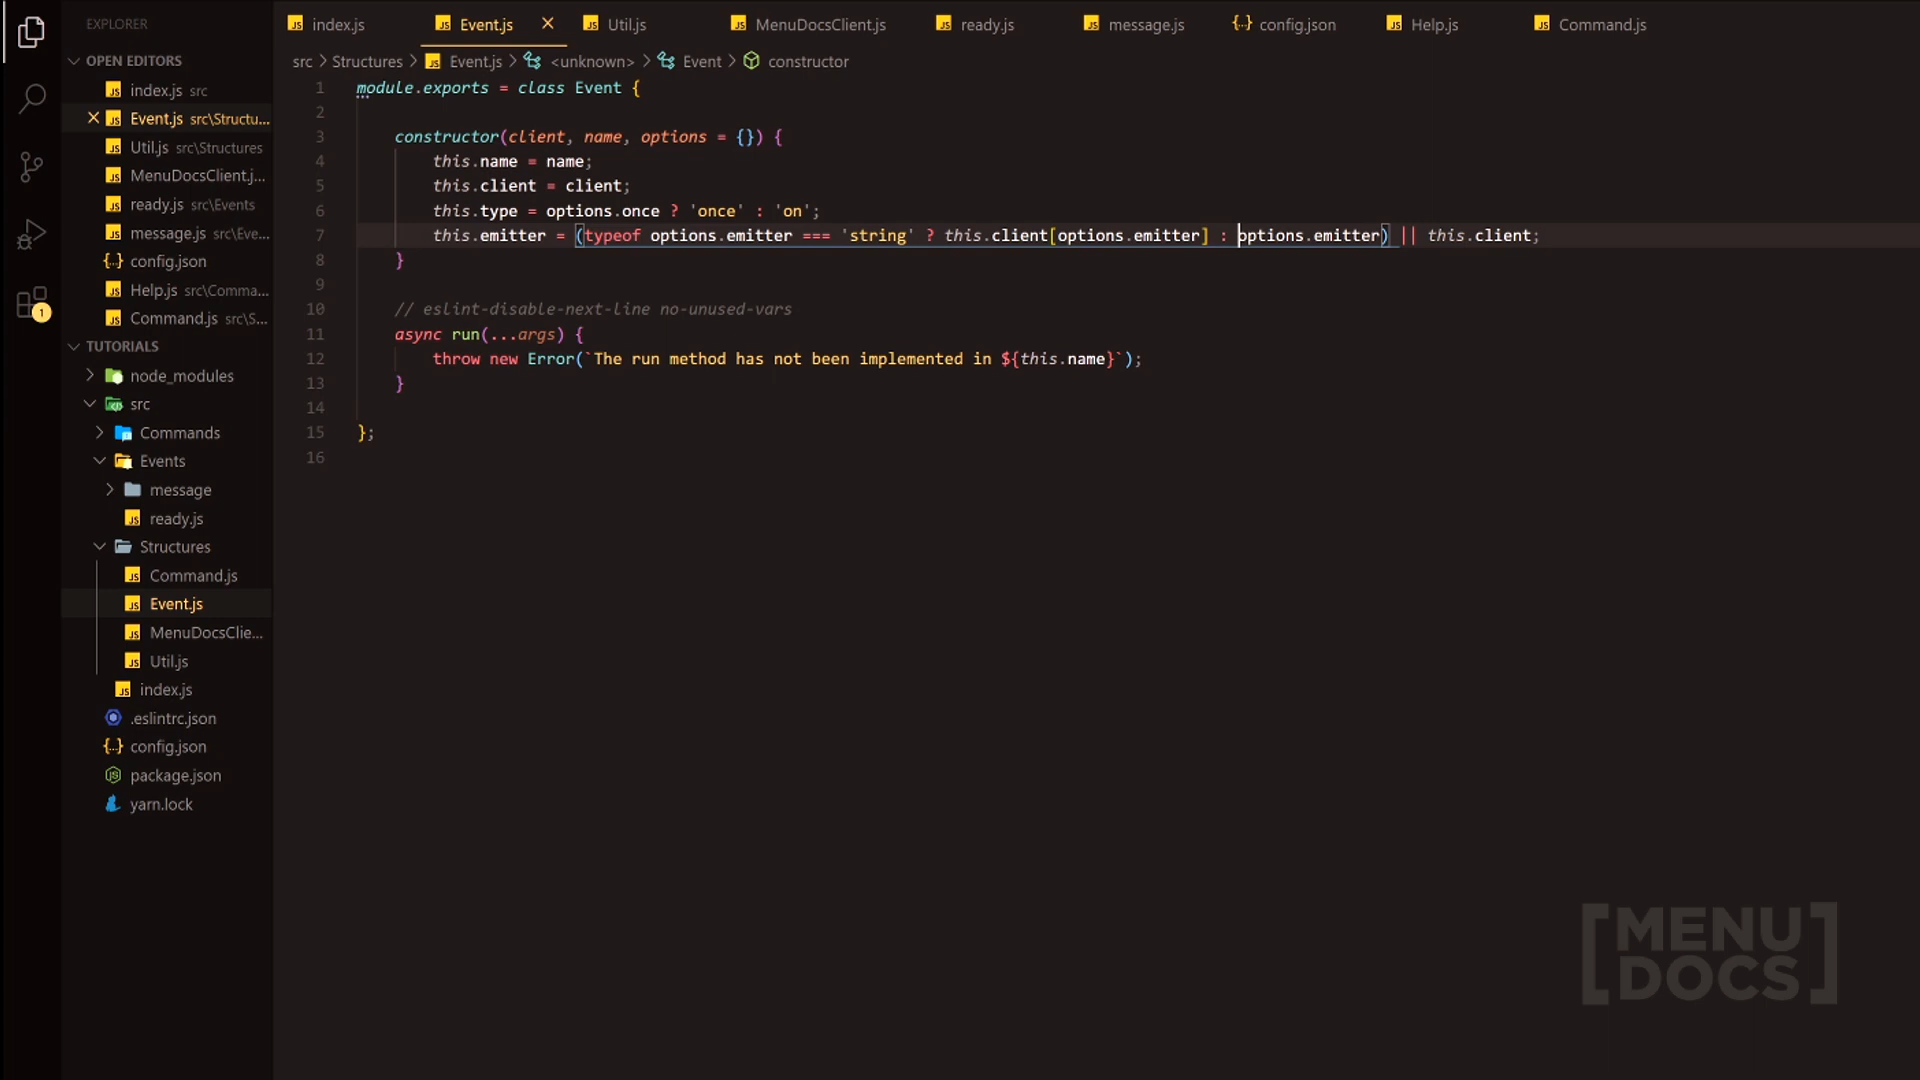 EXPLORER
OPEN EDITORS
index.js src
Event.js src\Structu...
Util.js src\Structures
MenuDocsClient.j...
ready.js src\Events
message.js src\Eve...
config.json
Help.js src\Comma...
Command.js src\S...
TUTORIALS
node_modules
src
Commands
Events
message
ready.js
Structures
Command.js
Event.js
MenuDocsClie...
Util.js
index.js
.eslintrc.json
config.json
package.json
yarn.lock
1
index.js Event.js Util.js MenuDocsClient.js ready.js message.js config.json Help.js Command.js
src > Structures > Event.js > <unknown> > Event > constructor
1 module.exports = class Event {
2
3 constructor(client, name, options = {}) {
4 this.name = name;
5 this.client = client;
6 this.type = options.once ? 'once' : 'on';
7 this.emitter = (typeof options.emitter === 'string' ? this.client[options.emitter] : options.emitter) || this.client;
8 }
9
10 // eslint-disable-next-line no-unused-vars
11 async run(...args) {
12 throw new Error(`The run method has not been implemented in ${this.name}`);
13 }
14
15 };
16
MENU
DOCS